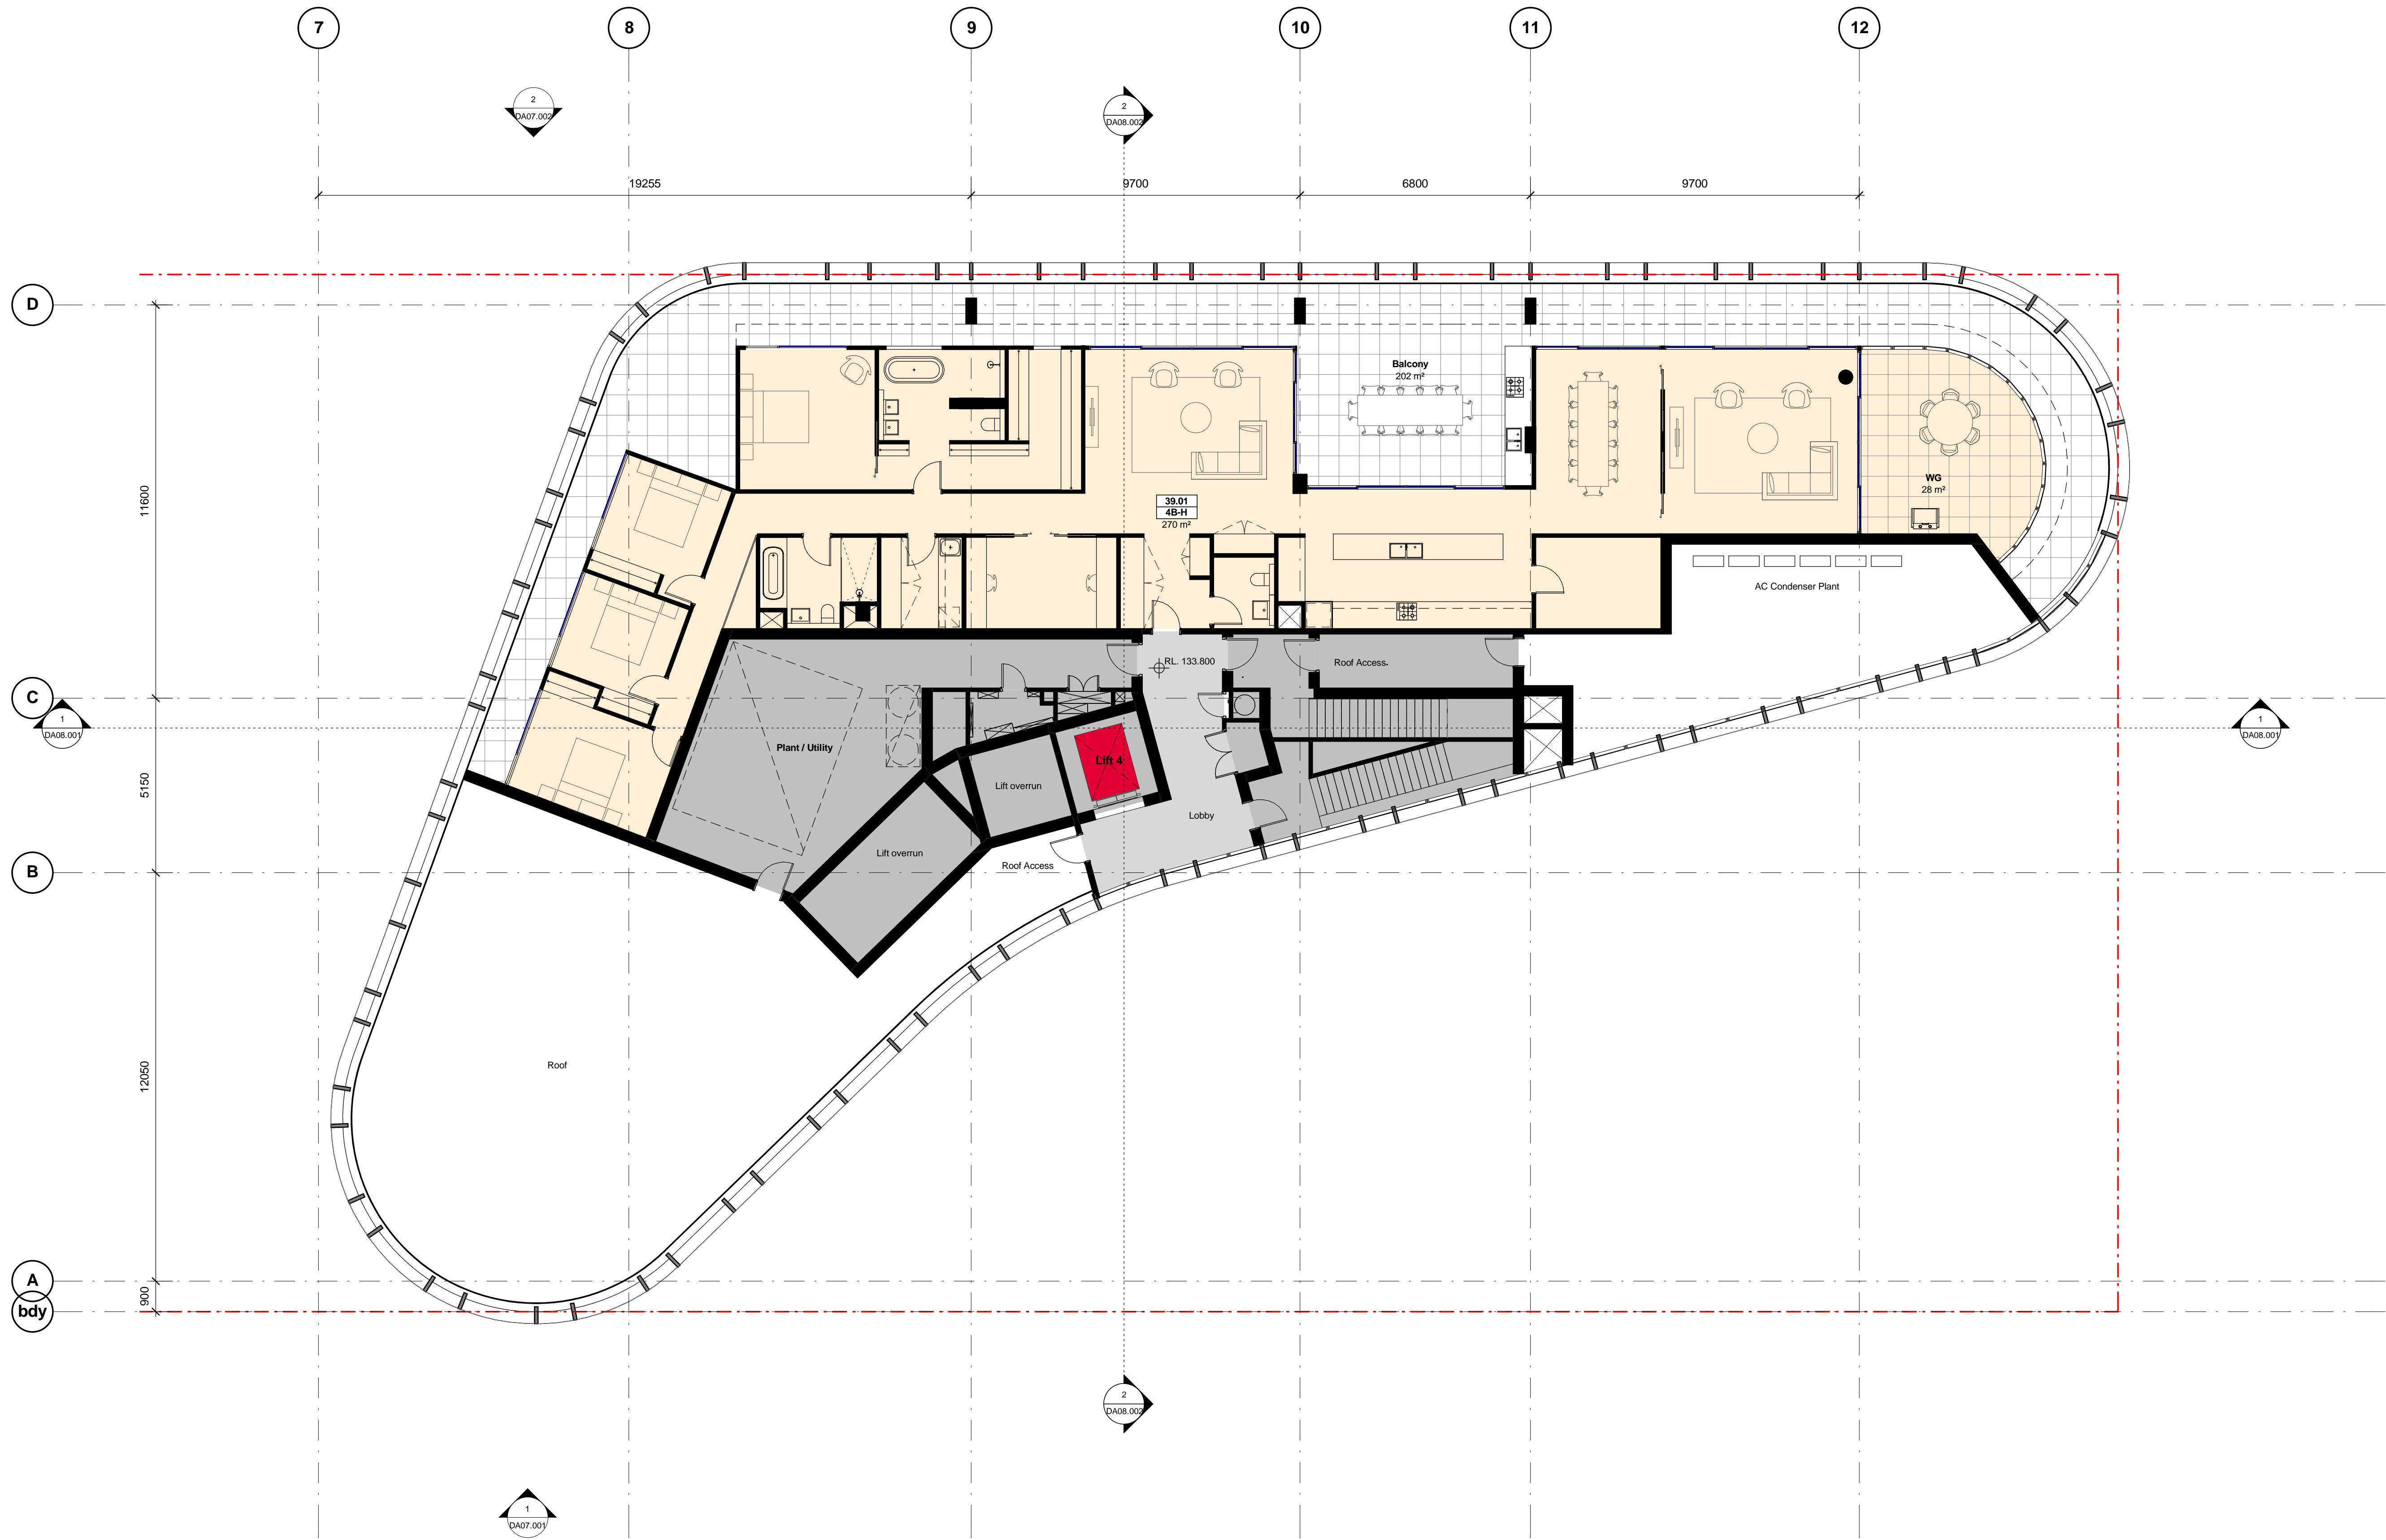 7
8
9
10
11
12
2
DA07.002
2
DA08.002
19255
9700
6800
9700
D
Balcony
202 m²
WG
28 m²
39.01
4B-H
270 m²
11600
AC Condenser Plant
RL. 133.800
Roof Access
C
1
DA08.001
1
DA08.001
Plant / Utility
Lift 4
Lift overrun
5150
Lobby
Lift overrun
Roof Access
B
Roof
12050
A
900
bdy
2
DA08.002
1
DA07.001